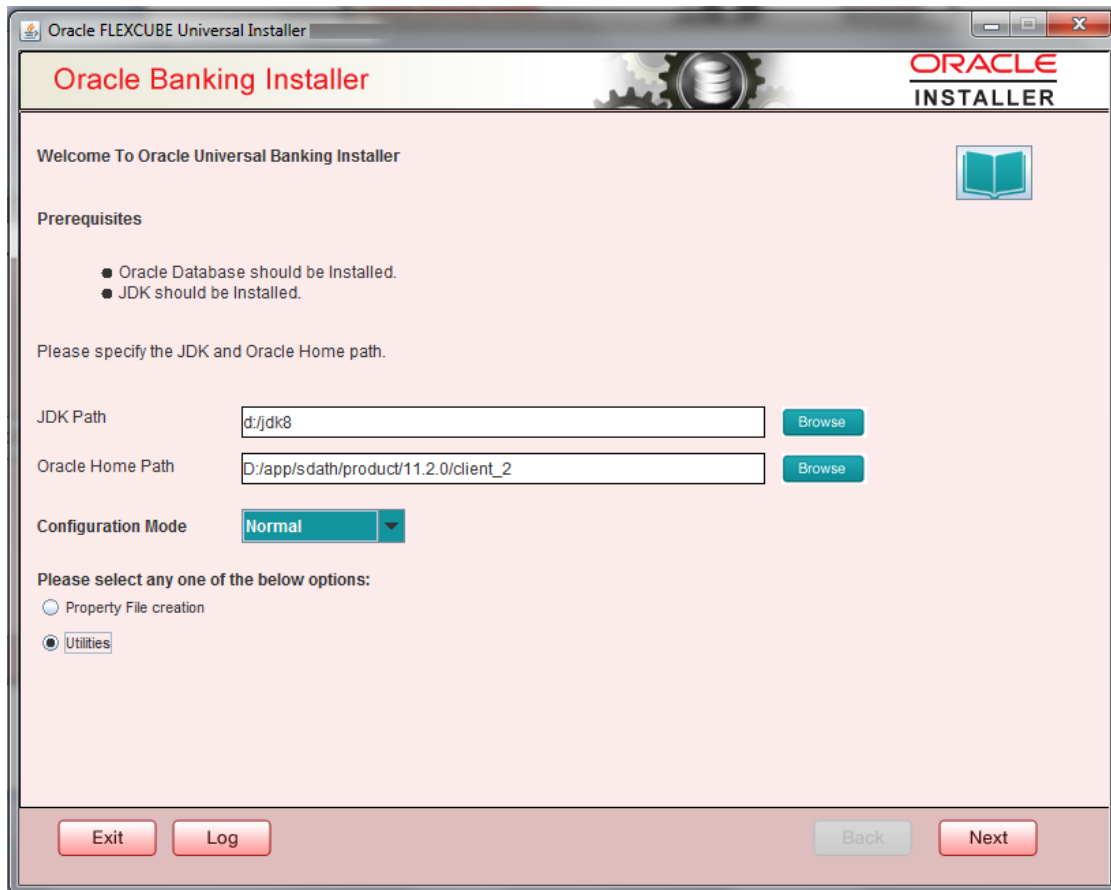 Oracle FLEXCUBE Universal Installer
Oracle Banking Installer
ORACLE
INSTALLER
Welcome To Oracle Universal Banking Installer
Prerequisites
Oracle Database should be Installed.
JDK should be Installed.
Please specify the JDK and Oracle Home path.
JDK Path d:/jdk8 Browse
Oracle Home Path D:/app/sdath/product/11.2.0/client_2 Browse
Configuration Mode Normal
Please select any one of the below options:
Property File creation
Utilities
Exit Log Back Next